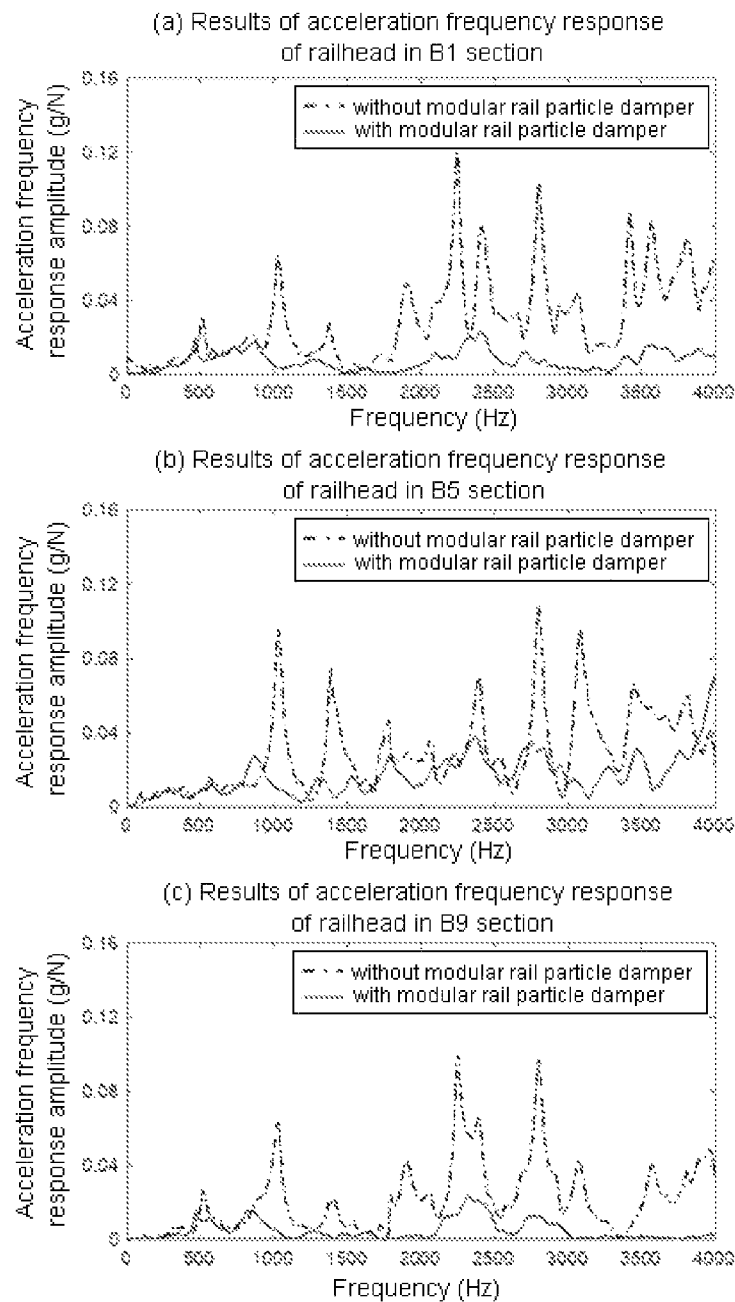 (a) Results of acceleration frequency response
of railhead in B1 section
Acceleration frequency
response amplitude (g/N)
0.16
0.12
0.08
0.04
0
without modular rail particle damper
with modular rail particle damper
0 500 1000 1500 2000 2500 3000 3500 4000
Frequency (Hz)
(b) Results of acceleration frequency response
of railhead in B5 section
Acceleration frequency
response amplitude (g/N)
0.16
0.12
0.08
0.04
0
without modular rail particle damper
with modular rail particle damper
0 500 1000 1500 2000 2500 3000 3500 4000
Frequency (Hz)
(c) Results of acceleration frequency response
of railhead in B9 section
Acceleration frequency
response amplitude (g/N)
0.16
0.12
0.08
0.04
0
without modular rail particle damper
with modular rail particle damper
0 500 1000 1500 2000 2500 3000 3500 4000
Frequency (Hz)